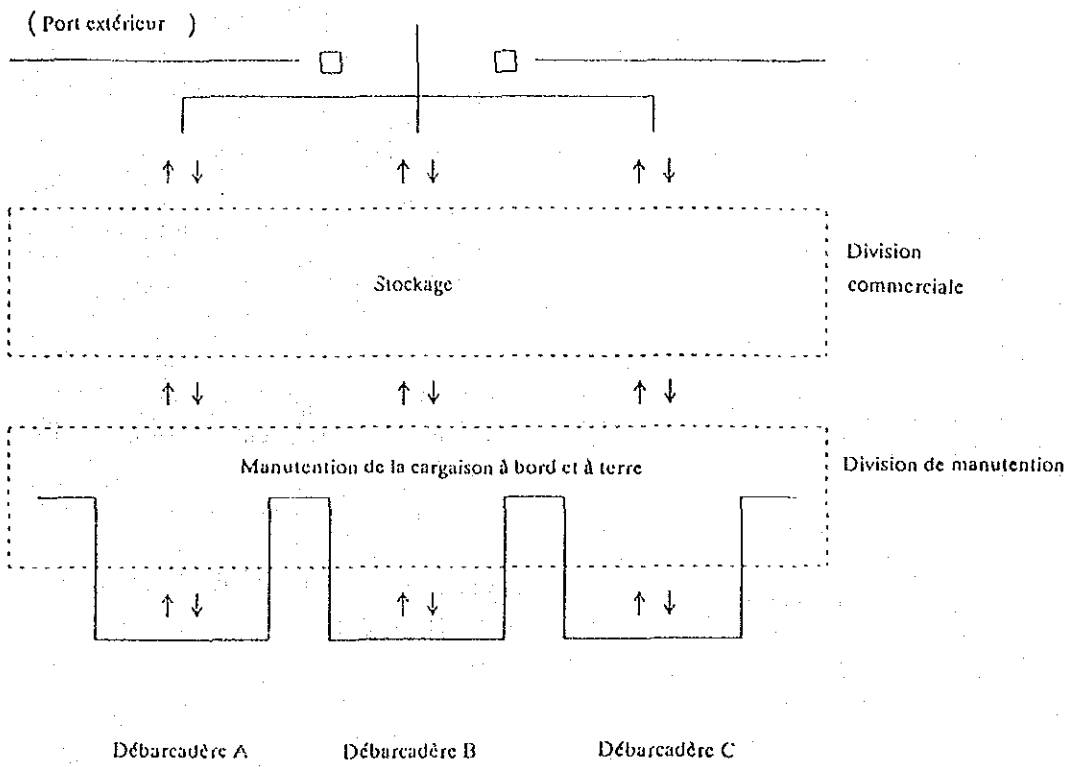 ( Port extérieur )
Stockage
Division
commerciale
Manutention de la cargaison à bord et à terre
Division de manutention
Débarcadère A
Débarcadère B
Débarcadère C